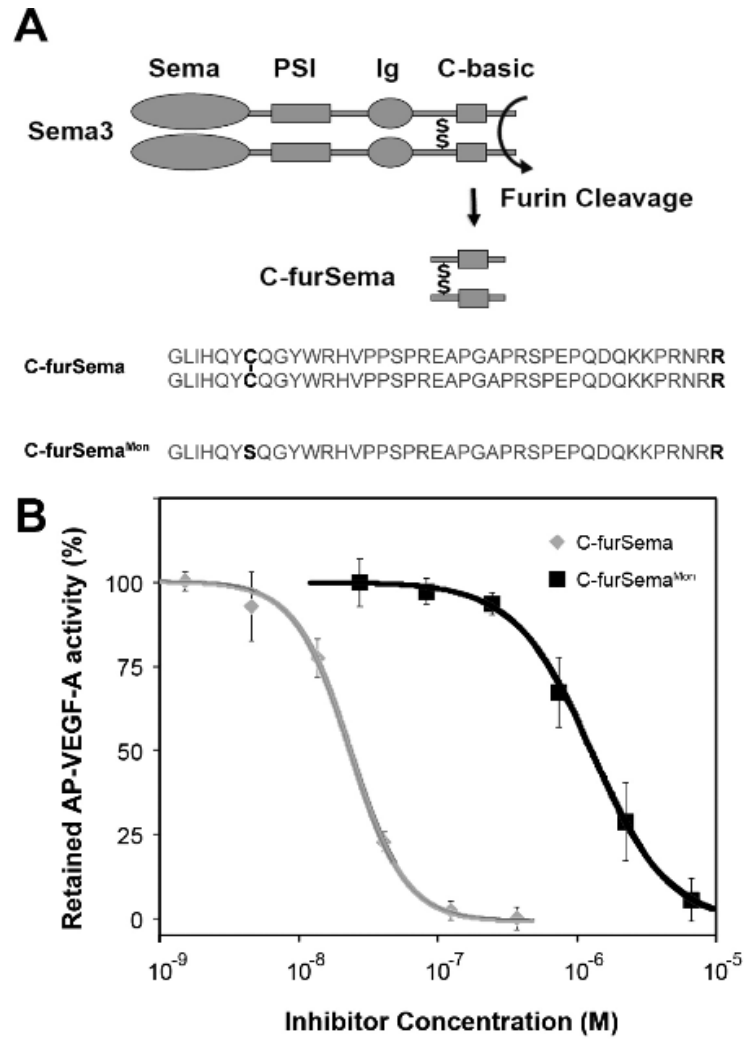 A
Sema PSI Ig C-basic
Sema3
S
S
Furin Cleavage
C-furSema
S
S
C-furSema GLIHQYCQGYWRHVPPSPREAPGAPRSPEPQDQKKPRNRR
GLIHQYCQGYWRHVPPSPREAPGAPRSPEPQDQKKPRNRR
C-furSemaMon GLIHQYSQGYWRHVPPSPREAPGAPRSPEPQDQKKPRNRR
B
C-furSema
C-furSemaMon
Retained AP-VEGF-A activity (%)
100
75
50
25
0
10-9 10-8 10-7 10-6 10-5
Inhibitor Concentration (M)